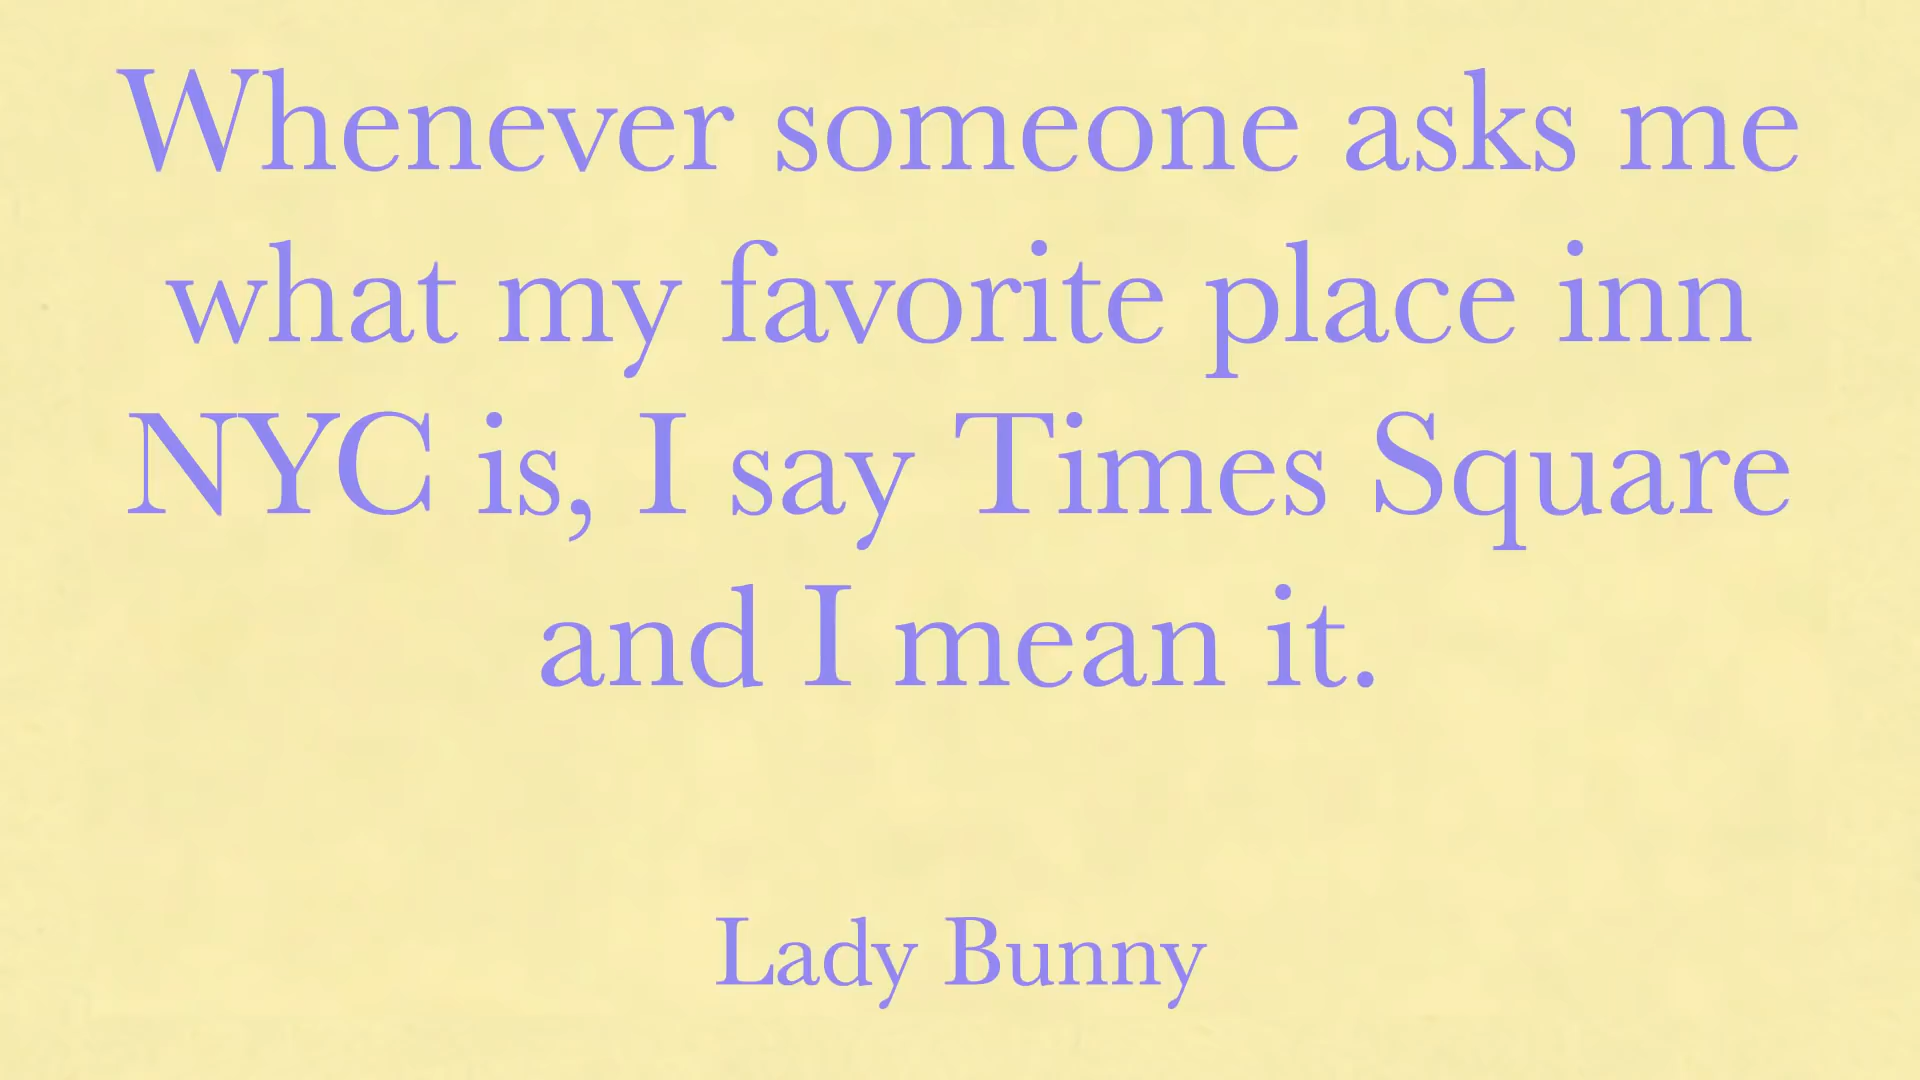 Whenever someone asks me
what my favorite place inn
NYC is, I say Times Square
and I mean it.
Lady Bunny